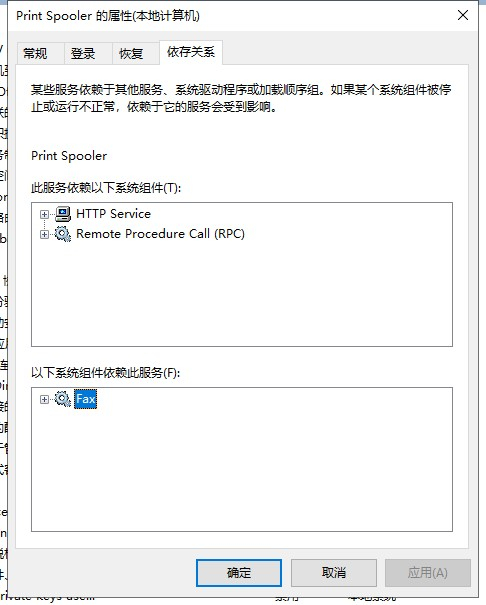 Print Spooler 的属性(本地计算机)
常规 登录 恢复 依存关系
某些服务依赖于其他服务、系统驱动程序或加载顺序组。如果某个系统组件被停
止或运行不正常，依赖于它的服务会受到影响。
Print Spooler
此服务依赖以下系统组件(T):
HTTP Service
Remote Procedure Call (RPC)
以下系统组件依赖此服务(F):
Fax
确定 取消 应用(A)